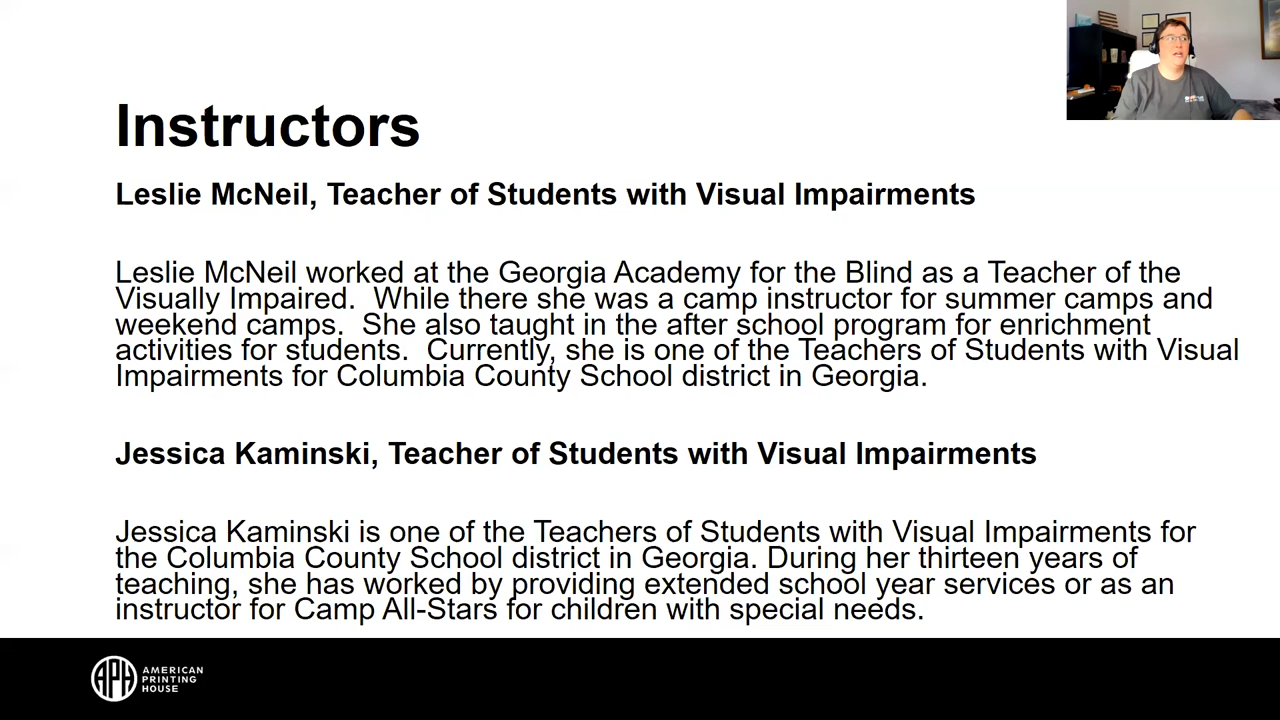 Instructors
Leslie McNeil, Teacher of Students with Visual Impairments
Leslie McNeil worked at the Georgia Academy for the Blind as a Teacher of the
Visually Impaired.  While there she was a camp instructor for summer camps and
weekend camps.  She also taught in the after school program for enrichment
activities for students.  Currently, she is one of the Teachers of Students with Visual
Impairments for Columbia County School district in Georgia.
Jessica Kaminski, Teacher of Students with Visual Impairments
Jessica Kaminski is one of the Teachers of Students with Visual Impairments for
the Columbia County School district in Georgia. During her thirteen years of
teaching, she has worked by providing extended school year services or as an
instructor for Camp All-Stars for children with special needs.
APH
AMERICAN
PRINTING
HOUSE